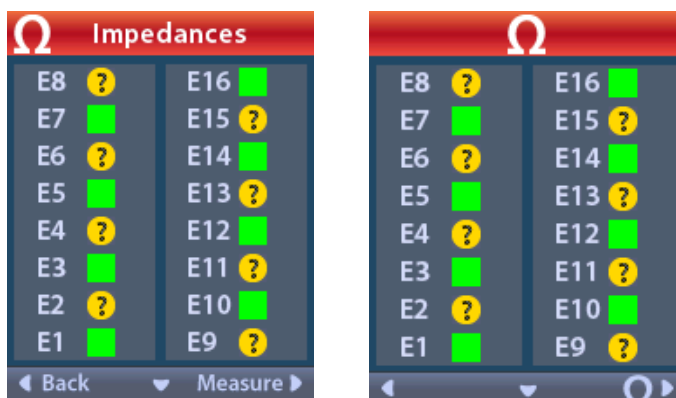 Ω Impedances
E8 ? E16
E7 E15 ?
E6 ? E14
E5 E13 ?
E4 ? E12
E3 E11 ?
E2 ? E10
E1 E9 ?
Back Measure
Ω
E8 ? E16
E7 E15 ?
E6 ? E14
E5 E13 ?
E4 ? E12
E3 E11 ?
E2 ? E10
E1 E9 ?
Ω